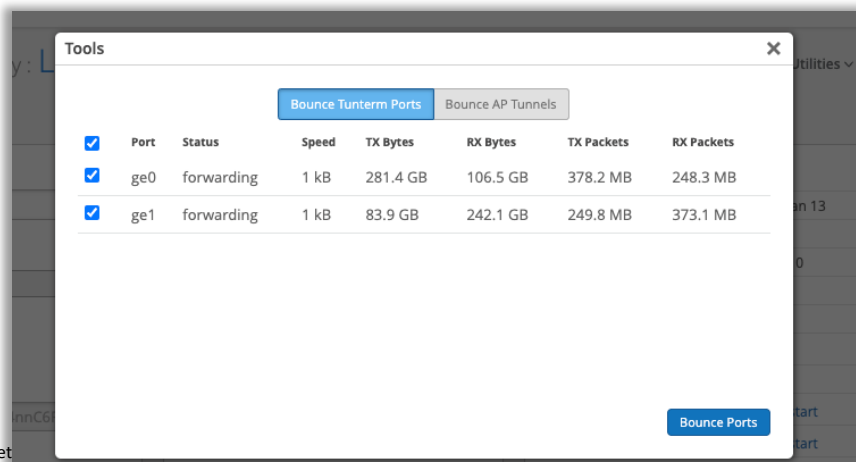 y : L
Tools
Utilities
Bounce Tunterm Ports Bounce AP Tunnels
Port Status Speed TX Bytes RX Bytes TX Packets RX Packets
ge0 forwarding 1 kB 281.4 GB 106.5 GB 378.2 MB 248.3 MB
an 13
ge1 forwarding 1 kB 83.9 GB 242.1 GB 249.8 MB 373.1 MB
0
Bounce Ports
start
start
et